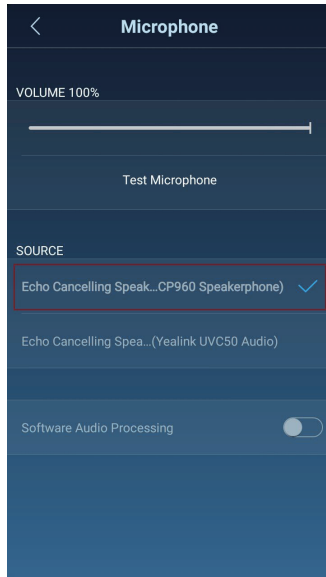 Microphone
VOLUME 100%
Test Microphone
SOURCE
Echo Cancelling Speak...CP960 Speakerphone)
Echo Cancelling Spea...(Yealink UVC50 Audio)
Software Audio Processing